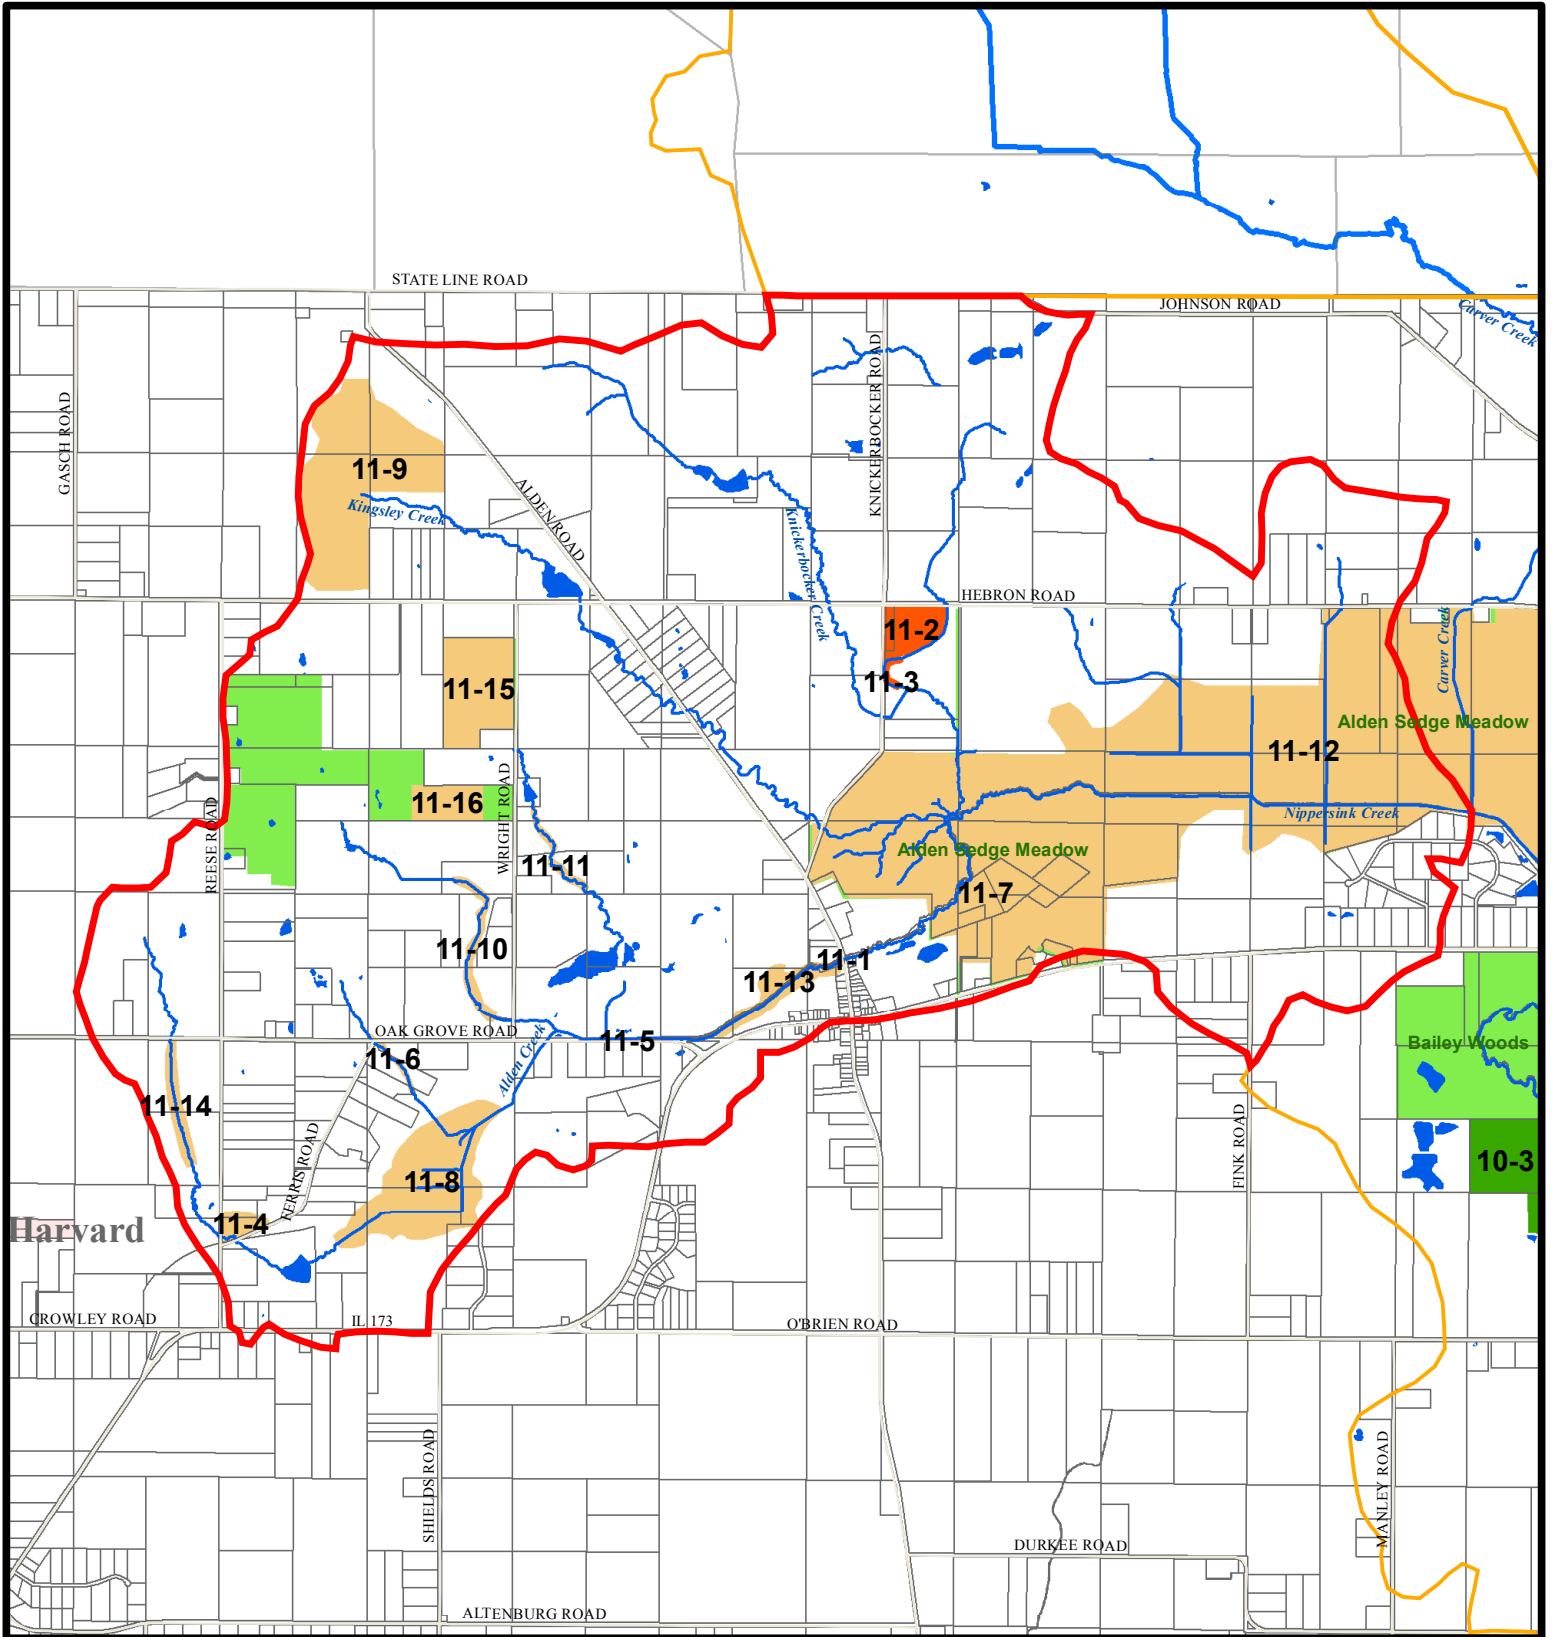 STATE LINE ROAD
JOHNSON ROAD
Carver Creek
KNICKERBOCKER ROAD
GASCH ROAD
11-9
Kingsley Creek
ALDEN ROAD
Knickerbocker Creek
HEBRON ROAD
11-2
11-3
11-15
Carver Creek
Alden Sedge Meadow
11-12
11-16
WRIGHT ROAD
REESE ROAD
Nippersink Creek
Alden Sedge Meadow
11-11
11-7
11-10
11-1
11-13
OAK GROVE ROAD
11-5
11-6
Alden Creek
Bailey Woods
11-14
FERRIS ROAD
FINK ROAD
10-3
11-8
11-4
Harvard
CROWLEY ROAD
IL 173
O'BRIEN ROAD
SHIELDS ROAD
MANLEY ROAD
DURKEE ROAD
ALTENBURG ROAD